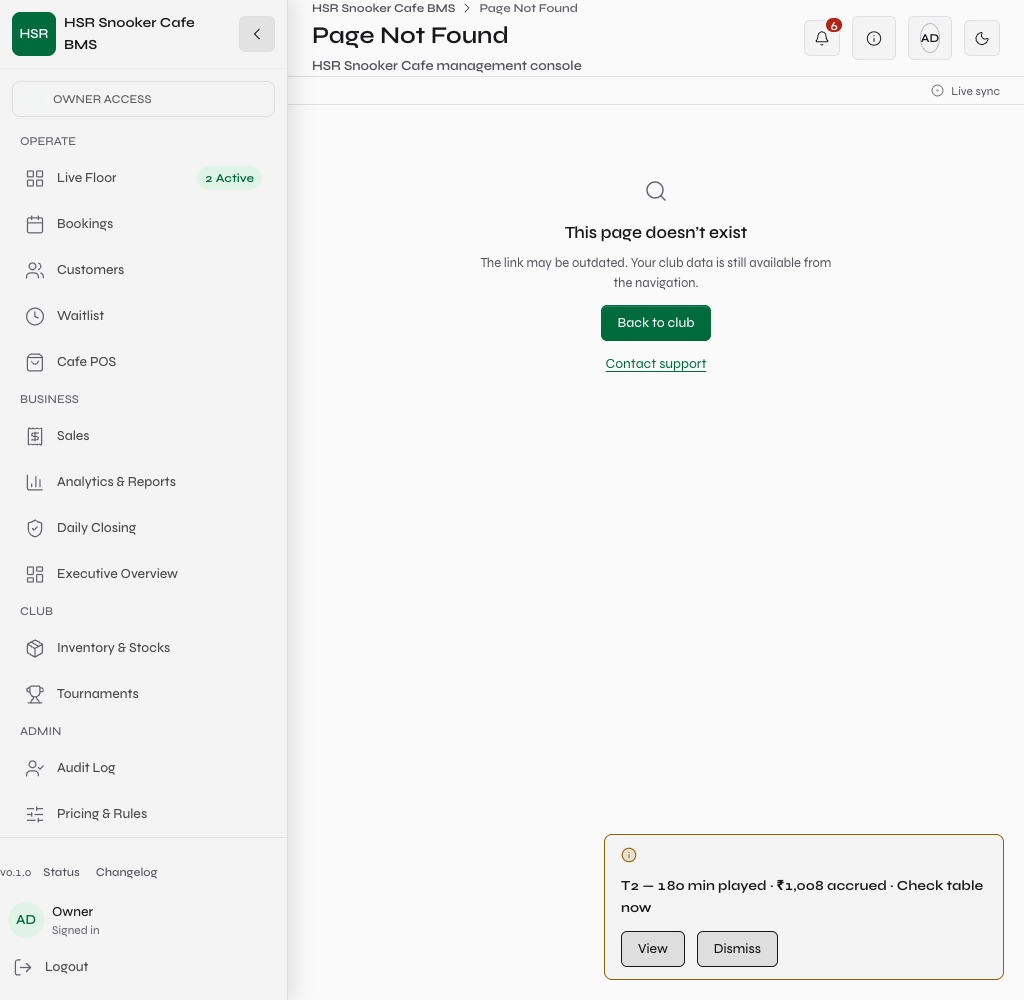 HSR
HSR Snooker Cafe
BMS
OWNER ACCESS
OPERATE
Live Floor
2 Active
Bookings
Customers
Waitlist
Cafe POS
BUSINESS
Sales
Analytics & Reports
Daily Closing
Executive Overview
CLUB
Inventory & Stocks
Tournaments
ADMIN
Audit Log
Pricing & Rules
v0.1.0 Status Changelog
AD
Owner
Signed in
Logout
HSR Snooker Cafe BMS > Page Not Found
Page Not Found
HSR Snooker Cafe management console
6
AD
Live sync
This page doesn't exist
The link may be outdated. Your club data is still available from
the navigation.
Back to club
Contact support
T2 — 180 min played · ₹1,008 accrued · Check table
now
View
Dismiss